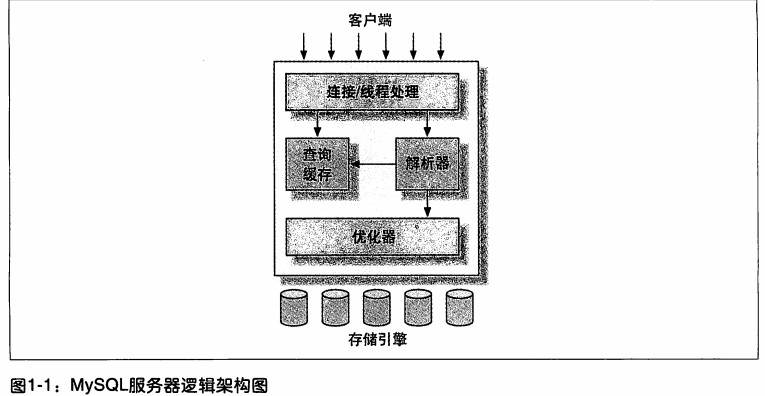 客户端
连接/线程处理
查询
缓存
解析器
优化器
存储引擎
图1-1：MySQL服务器逻辑架构图